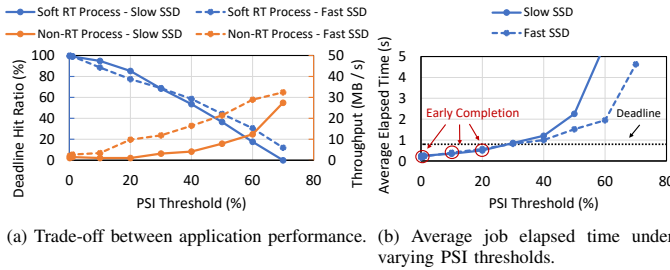 Soft RT Process - Slow SSD
Soft RT Process - Fast SSD
Non-RT Process - Slow SSD
Non-RT Process - Fast SSD
Deadline Hit Ratio (%)
100
80
60
40
20
0
50
40
30
20
10
0
Throughput (MB / s)
0
20
40
60
80
PSI Threshold (%)
(a) Trade-off between application performance.
Slow SSD
Fast SSD
Average Elapsed Time (s)
5
4
3
2
1
0
Early Completion
Deadline
0
20
40
60
80
PSI Threshold (%)
(b) Average job elapsed time under
varying PSI thresholds.